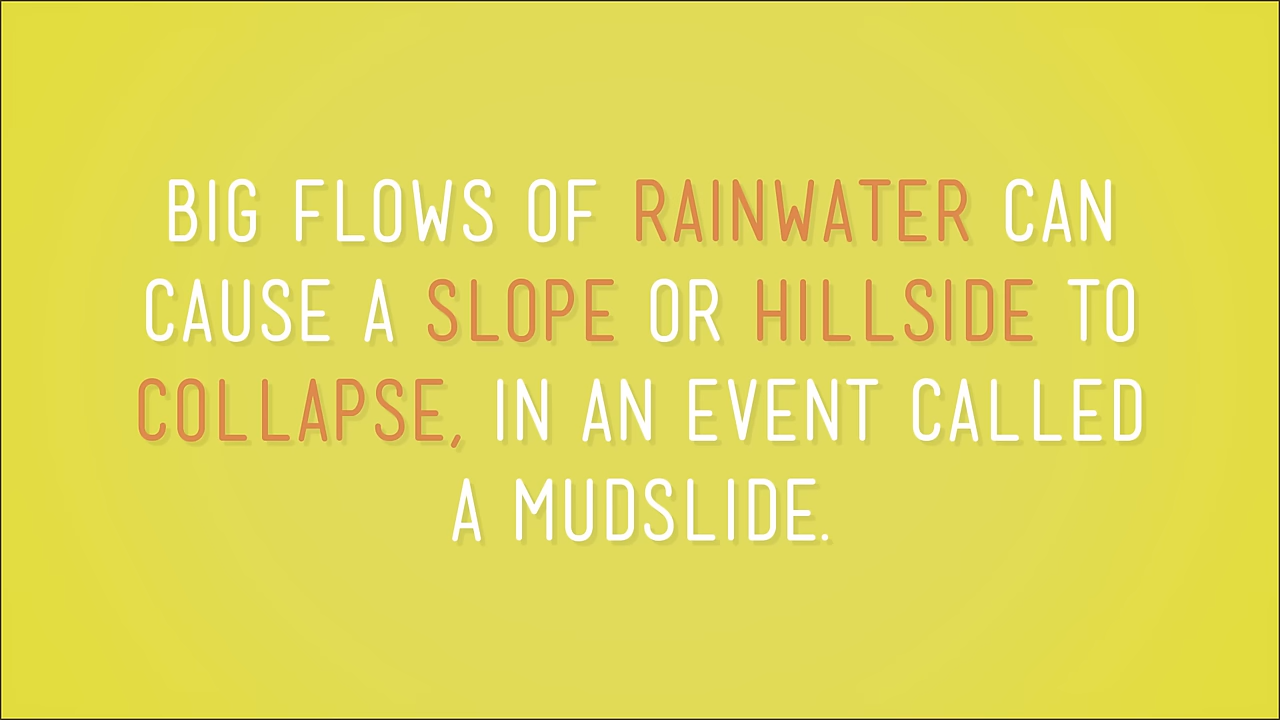 BIG FLOWS OF RAINWATER CAN
CAUSE A SLOPE OR HILLSIDE TO
COLLAPSE, IN AN EVENT CALLED
A MUDSLIDE.